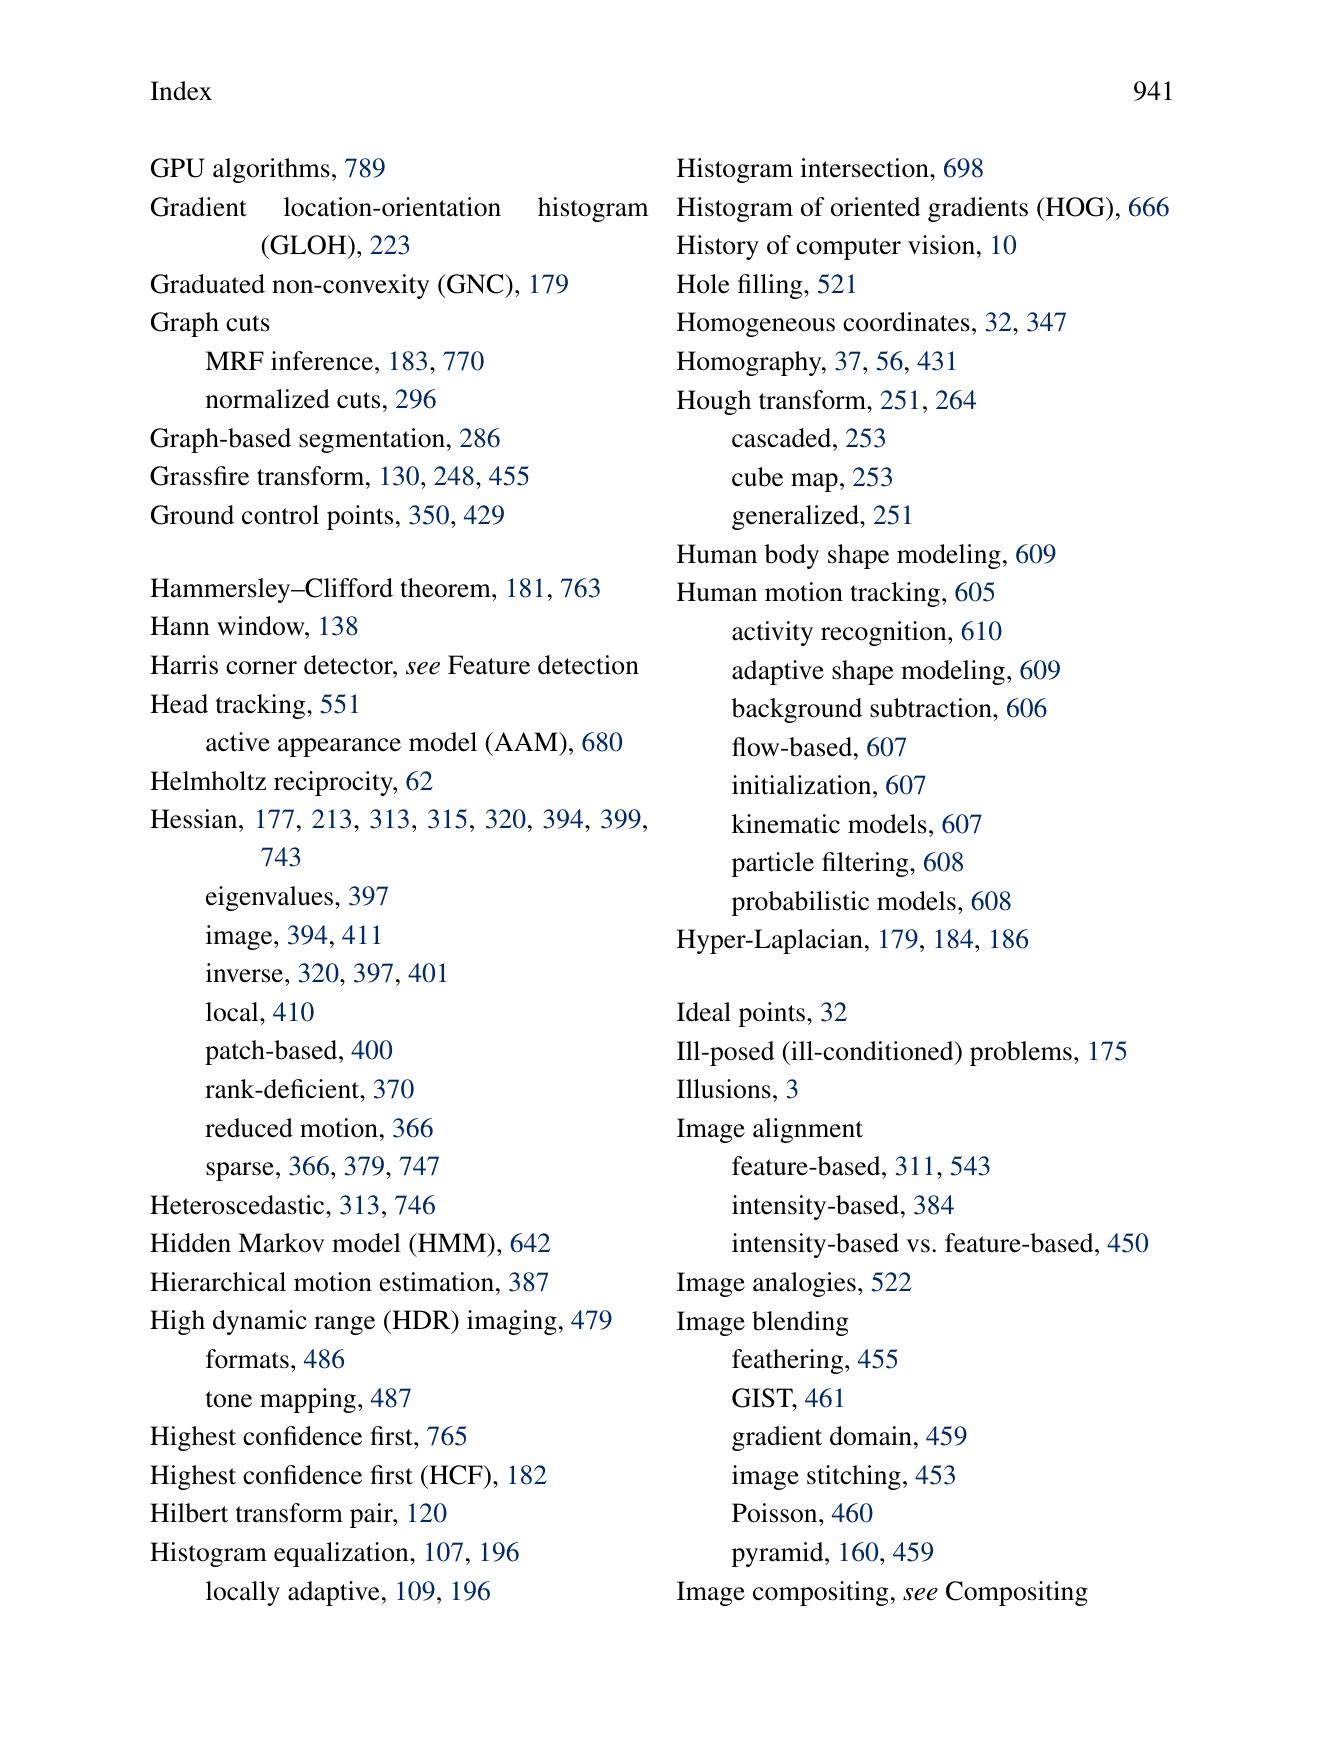 Index 941
GPU algorithms, 789
Gradient location-orientation histogram
(GLOH), 223
Graduated non-convexity (GNC), 179
Graph cuts
MRF inference, 183, 770
normalized cuts, 296
Graph-based segmentation, 286
Grassfire transform, 130, 248, 455
Ground control points, 350, 429
Hammersley–Clifford theorem, 181, 763
Hann window, 138
Harris corner detector, see Feature detection
Head tracking, 551
active appearance model (AAM), 680
Helmholtz reciprocity, 62
Hessian, 177, 213, 313, 315, 320, 394, 399,
743
eigenvalues, 397
image, 394, 411
inverse, 320, 397, 401
local, 410
patch-based, 400
rank-deficient, 370
reduced motion, 366
sparse, 366, 379, 747
Heteroscedastic, 313, 746
Hidden Markov model (HMM), 642
Hierarchical motion estimation, 387
High dynamic range (HDR) imaging, 479
formats, 486
tone mapping, 487
Highest confidence first, 765
Highest confidence first (HCF), 182
Hilbert transform pair, 120
Histogram equalization, 107, 196
locally adaptive, 109, 196
Histogram intersection, 698
Histogram of oriented gradients (HOG), 666
History of computer vision, 10
Hole filling, 521
Homogeneous coordinates, 32, 347
Homography, 37, 56, 431
Hough transform, 251, 264
cascaded, 253
cube map, 253
generalized, 251
Human body shape modeling, 609
Human motion tracking, 605
activity recognition, 610
adaptive shape modeling, 609
background subtraction, 606
flow-based, 607
initialization, 607
kinematic models, 607
particle filtering, 608
probabilistic models, 608
Hyper-Laplacian, 179, 184, 186
Ideal points, 32
Ill-posed (ill-conditioned) problems, 175
Illusions, 3
Image alignment
feature-based, 311, 543
intensity-based, 384
intensity-based vs. feature-based, 450
Image analogies, 522
Image blending
feathering, 455
GIST, 461
gradient domain, 459
image stitching, 453
Poisson, 460
pyramid, 160, 459
Image compositing, see Compositing